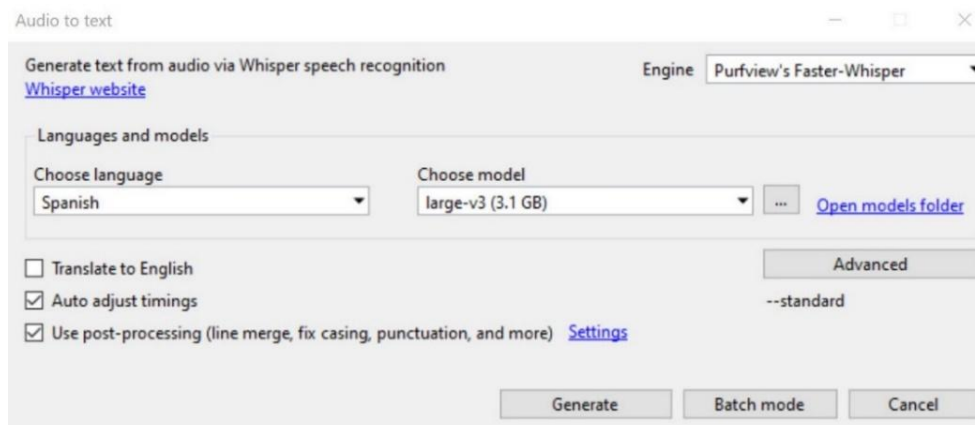 Audio to text
Generate text from audio via Whisper speech recognition
Engine Purfview's Faster-Whisper
Whisper website
Languages and models
Choose language Choose model
Spanish large-v3 (3.1 GB) ... Open models folder
Translate to English Advanced
Auto adjust timings --standard
Use post-processing (line merge, fix casing, punctuation, and more) Settings
Generate Batch mode Cancel